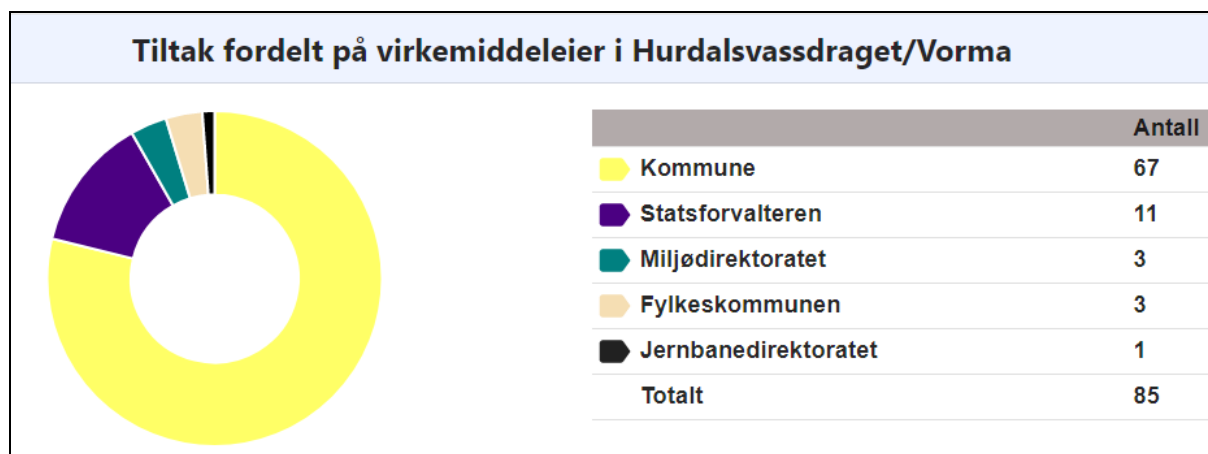 Tiltak fordelt på virkemiddeleier i Hurdalsvassdraget/Vorma
Antall
Kommune 67
Statsforvalteren 11
Miljødirektoratet 3
Fylkeskommunen 3
Jernbanedirektoratet 1
Totalt 85